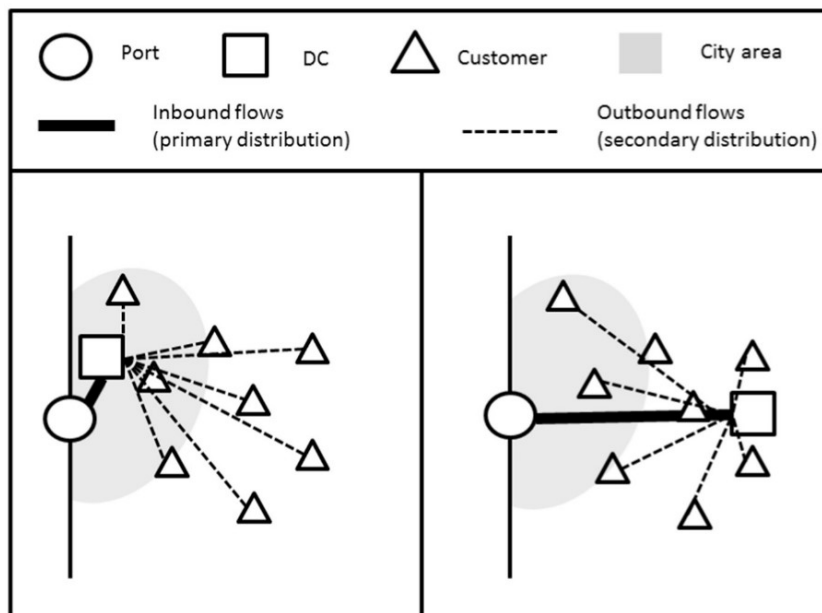 Port
DC
Customer
City area
Inbound flows
(primary distribution)
Outbound flows
(secondary distribution)